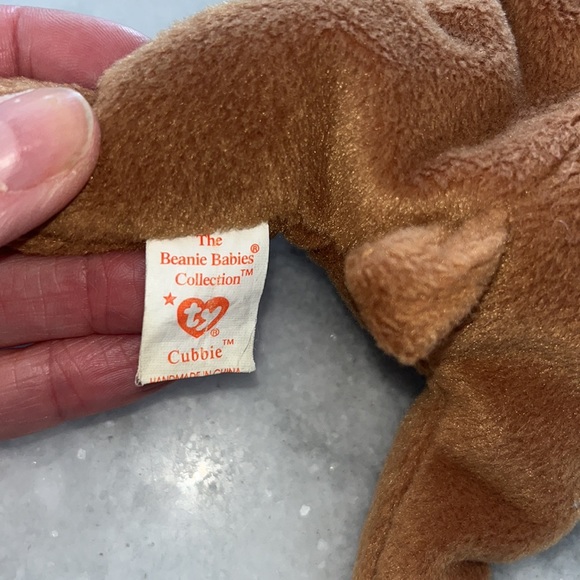 The
Beanie Babies®
Collection™
★ ty®
Cubbie™
HANDMADE IN CHINA